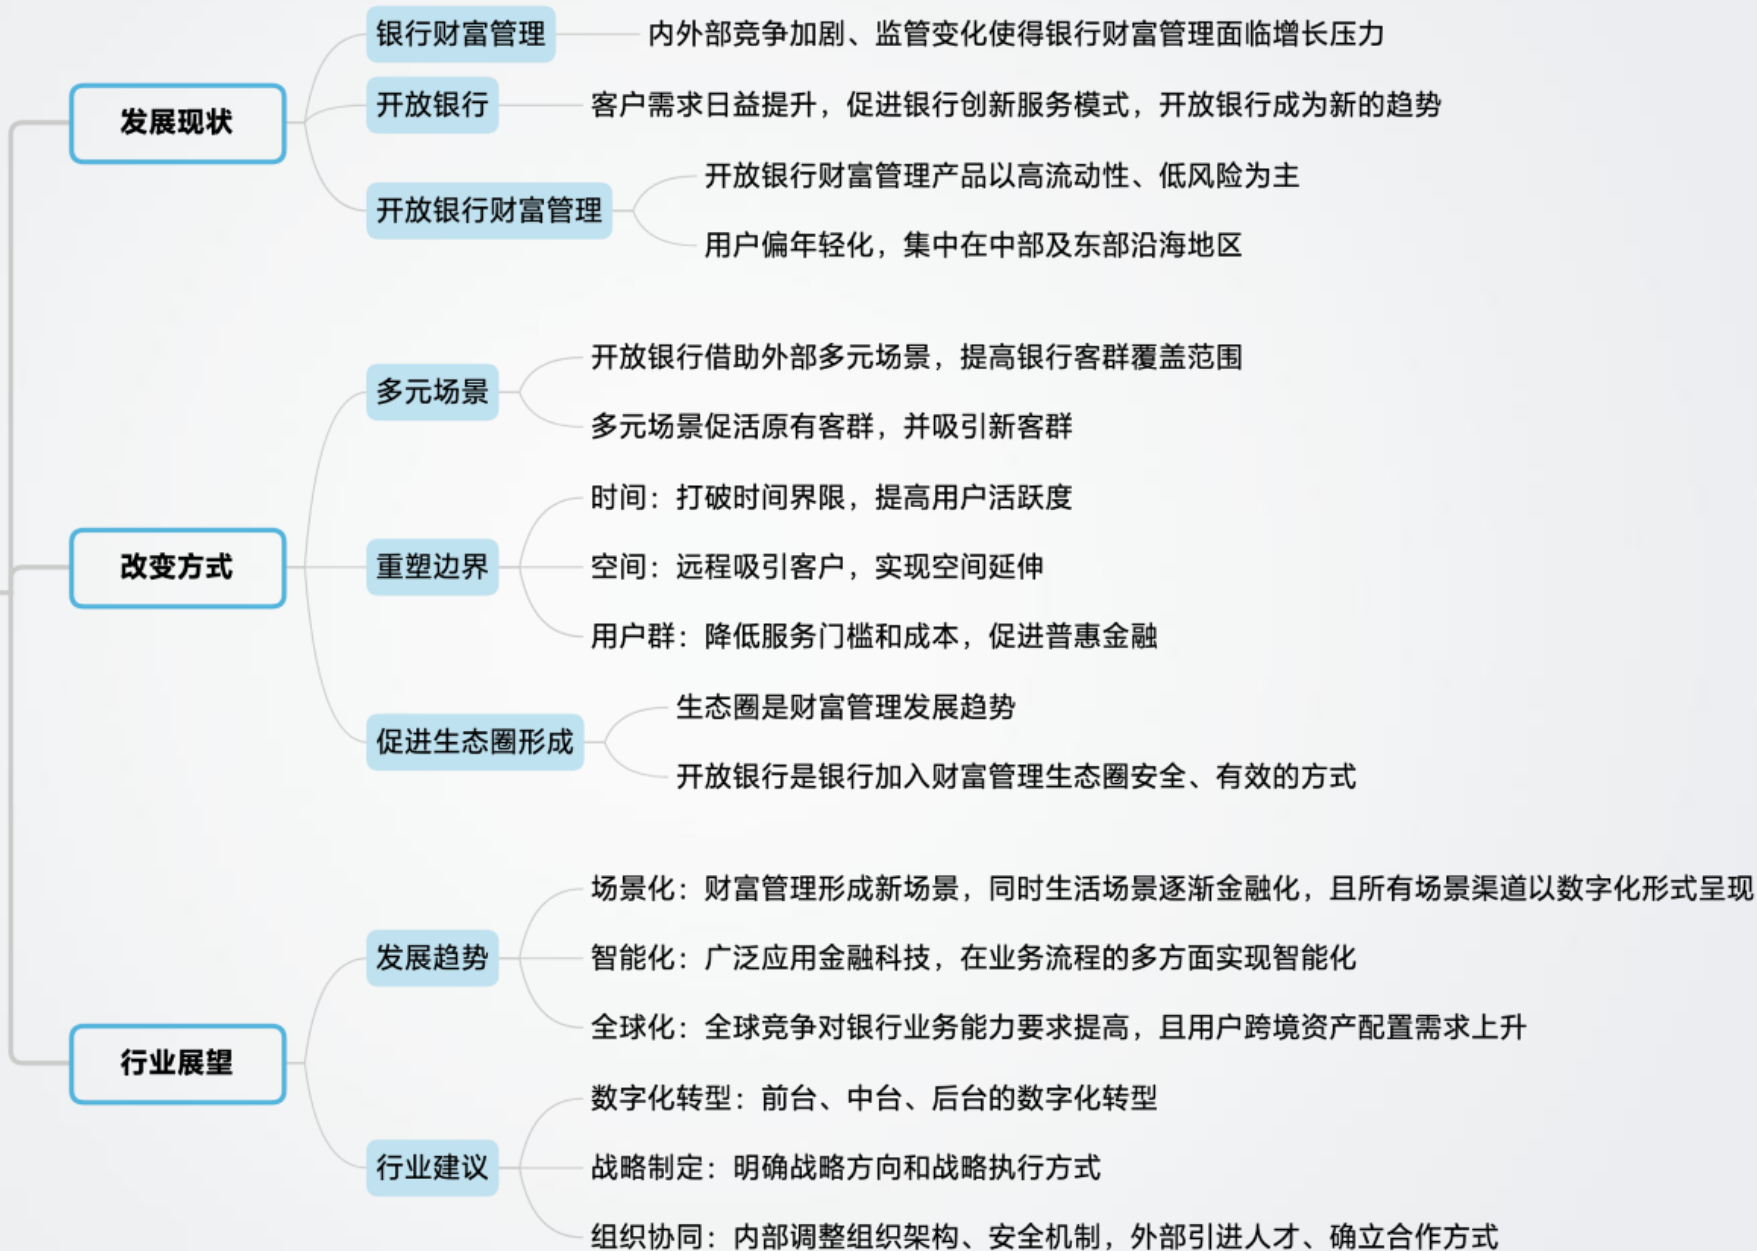 发展现状
银行财富管理
内外部竞争加剧、监管变化使得银行财富管理面临增长压力
开放银行
客户需求日益提升，促进银行创新服务模式，开放银行成为新的趋势
开放银行财富管理
开放银行财富管理产品以高流动性、低风险为主
用户偏年轻化，集中在中部及东部沿海地区
改变方式
多元场景
开放银行借助外部多元场景，提高银行客群覆盖范围
多元场景促活原有客群，并吸引新客群
重塑边界
时间：打破时间界限，提高用户活跃度
空间：远程吸引客户，实现空间延伸
用户群：降低服务门槛和成本，促进普惠金融
促进生态圈形成
生态圈是财富管理发展趋势
开放银行是银行加入财富管理生态圈安全、有效的方式
行业展望
发展趋势
场景化：财富管理形成新场景，同时生活场景逐渐金融化，且所有场景渠道以数字化形式呈现
智能化：广泛应用金融科技，在业务流程的多方面实现智能化
全球化：全球竞争对银行业务能力要求提高，且用户跨境资产配置需求上升
行业建议
数字化转型：前台、中台、后台的数字化转型
战略制定：明确战略方向和战略执行方式
组织协同：内部调整组织架构、安全机制，外部引进人才、确立合作方式